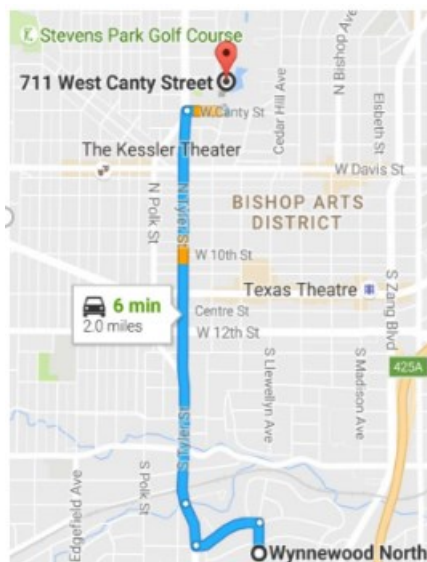 Stevens Park Golf Course
711 West Canty Street
N Bishop Ave
W Canty St
Cedar Hill Ave
Elsbeth St
The Kessler Theater
W Davis St
N Polk St
N Tyler St
BISHOP ARTS
DISTRICT
W 10th St
Texas Theatre
S Zang Blvd
6 min
2.0 miles
Centre St
W 12th St
S Llewellyn Ave
S Madison Ave
425A
S Tyler St
S Polk St
Edgefield Ave
Wynnewood North